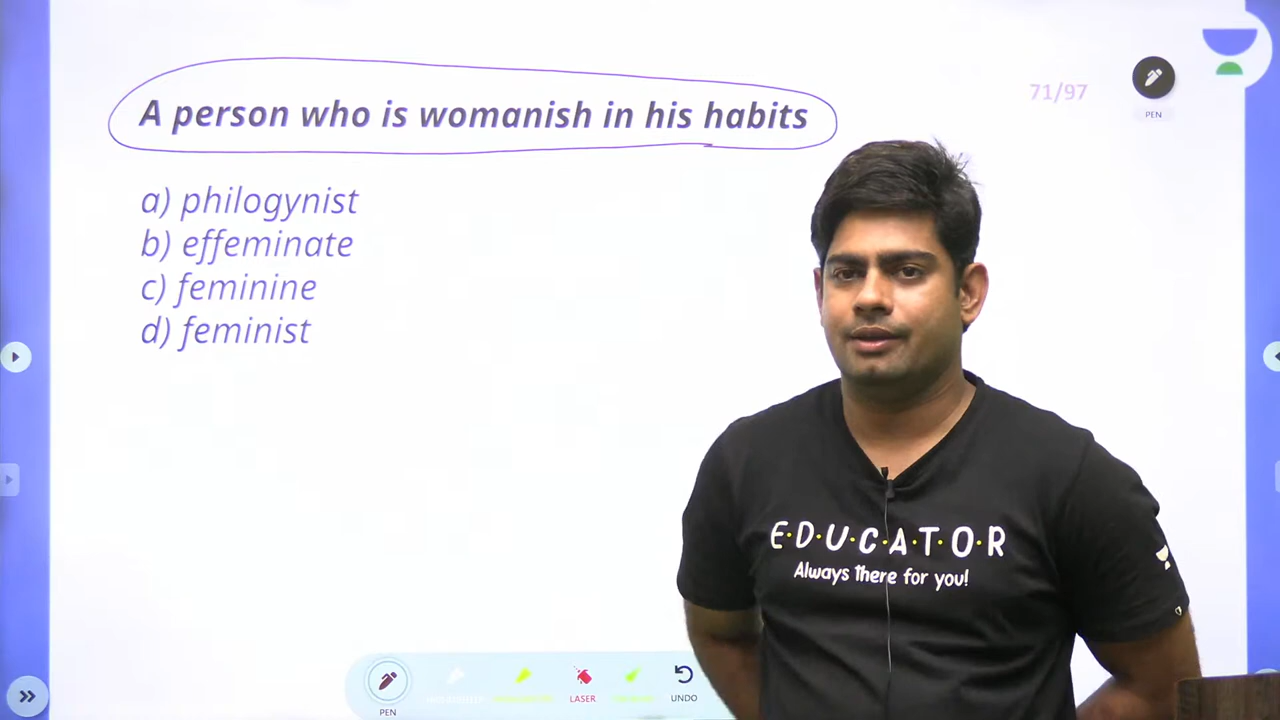 A person who is womanish in his habits
71/97
PEN
a) philogynist
b) effeminate
c) feminine
d) feminist
E·D·U·C·A·T·O·R
Always there for you!
PEN
LASER
UNDO